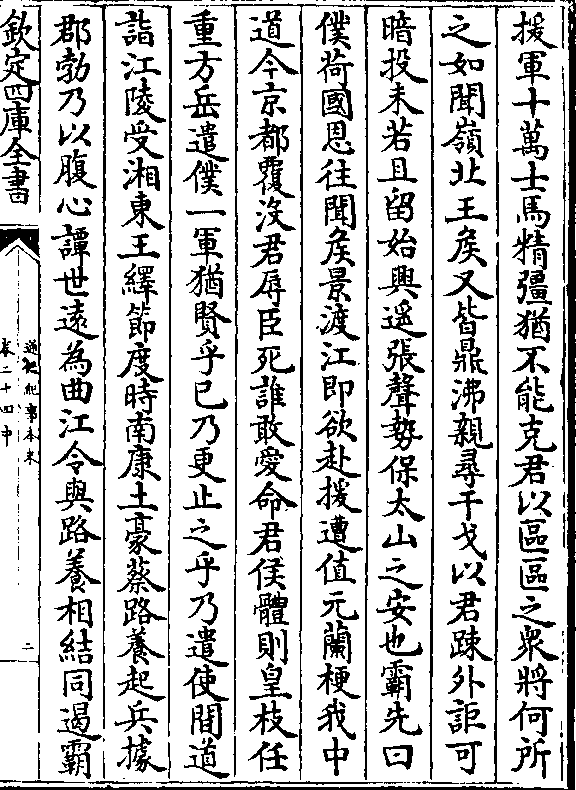 援軍十萬士馬精彊猶不能克君以區區之衆將何所
之如聞嶺北王矦又皆鼎沸親尋干戈以君踈外詎可
暗投未若且留始興遥張聲勢保太山之安也霸先曰
僕荷國恩往聞矦景渡江即欲赴援遭值元蘭梗我中
道今京都覆沒君辱臣死誰敢愛命君侯體則皇枝任
重方岳遣僕一軍猶賢乎已乃更止之乎乃遣使間道
詣江陵受湘東王繹節度時南康土豪蔡路養起兵據
郡勃乃以腹心譚世遠為曲江令與路養相結同遏霸
欽定四庫全書
通鑑紀事本末
卷二十四中
二